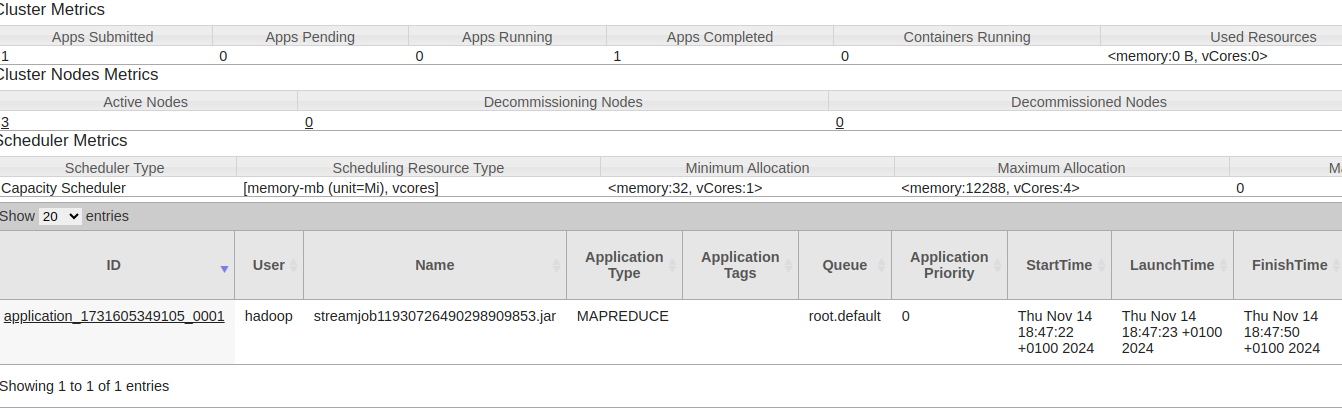 Cluster Metrics
Apps Submitted Apps Pending Apps Running Apps Completed Containers Running Used Resources
1 0 0 1 0 <memory:0 B, vCores:0>
Cluster Nodes Metrics
Active Nodes Decommissioning Nodes Decommissioned Nodes
3 0 0
Scheduler Metrics
Scheduler Type Scheduling Resource Type Minimum Allocation Maximum Allocation
Capacity Scheduler [memory-mb (unit=Mi), vcores] <memory:32, vCores:1> <memory:12288, vCores:4> 0
Show 20 entries
ID User Name Application Type Application Tags Queue Application Priority StartTime LaunchTime FinishTime
application_1731605349105_0001 hadoop streamjob11930726490298909853.jar MAPREDUCE root.default 0 Thu Nov 14 18:47:22 +0100 2024 Thu Nov 14 18:47:23 +0100 2024 Thu Nov 14 18:47:50 +0100 2024
Showing 1 to 1 of 1 entries